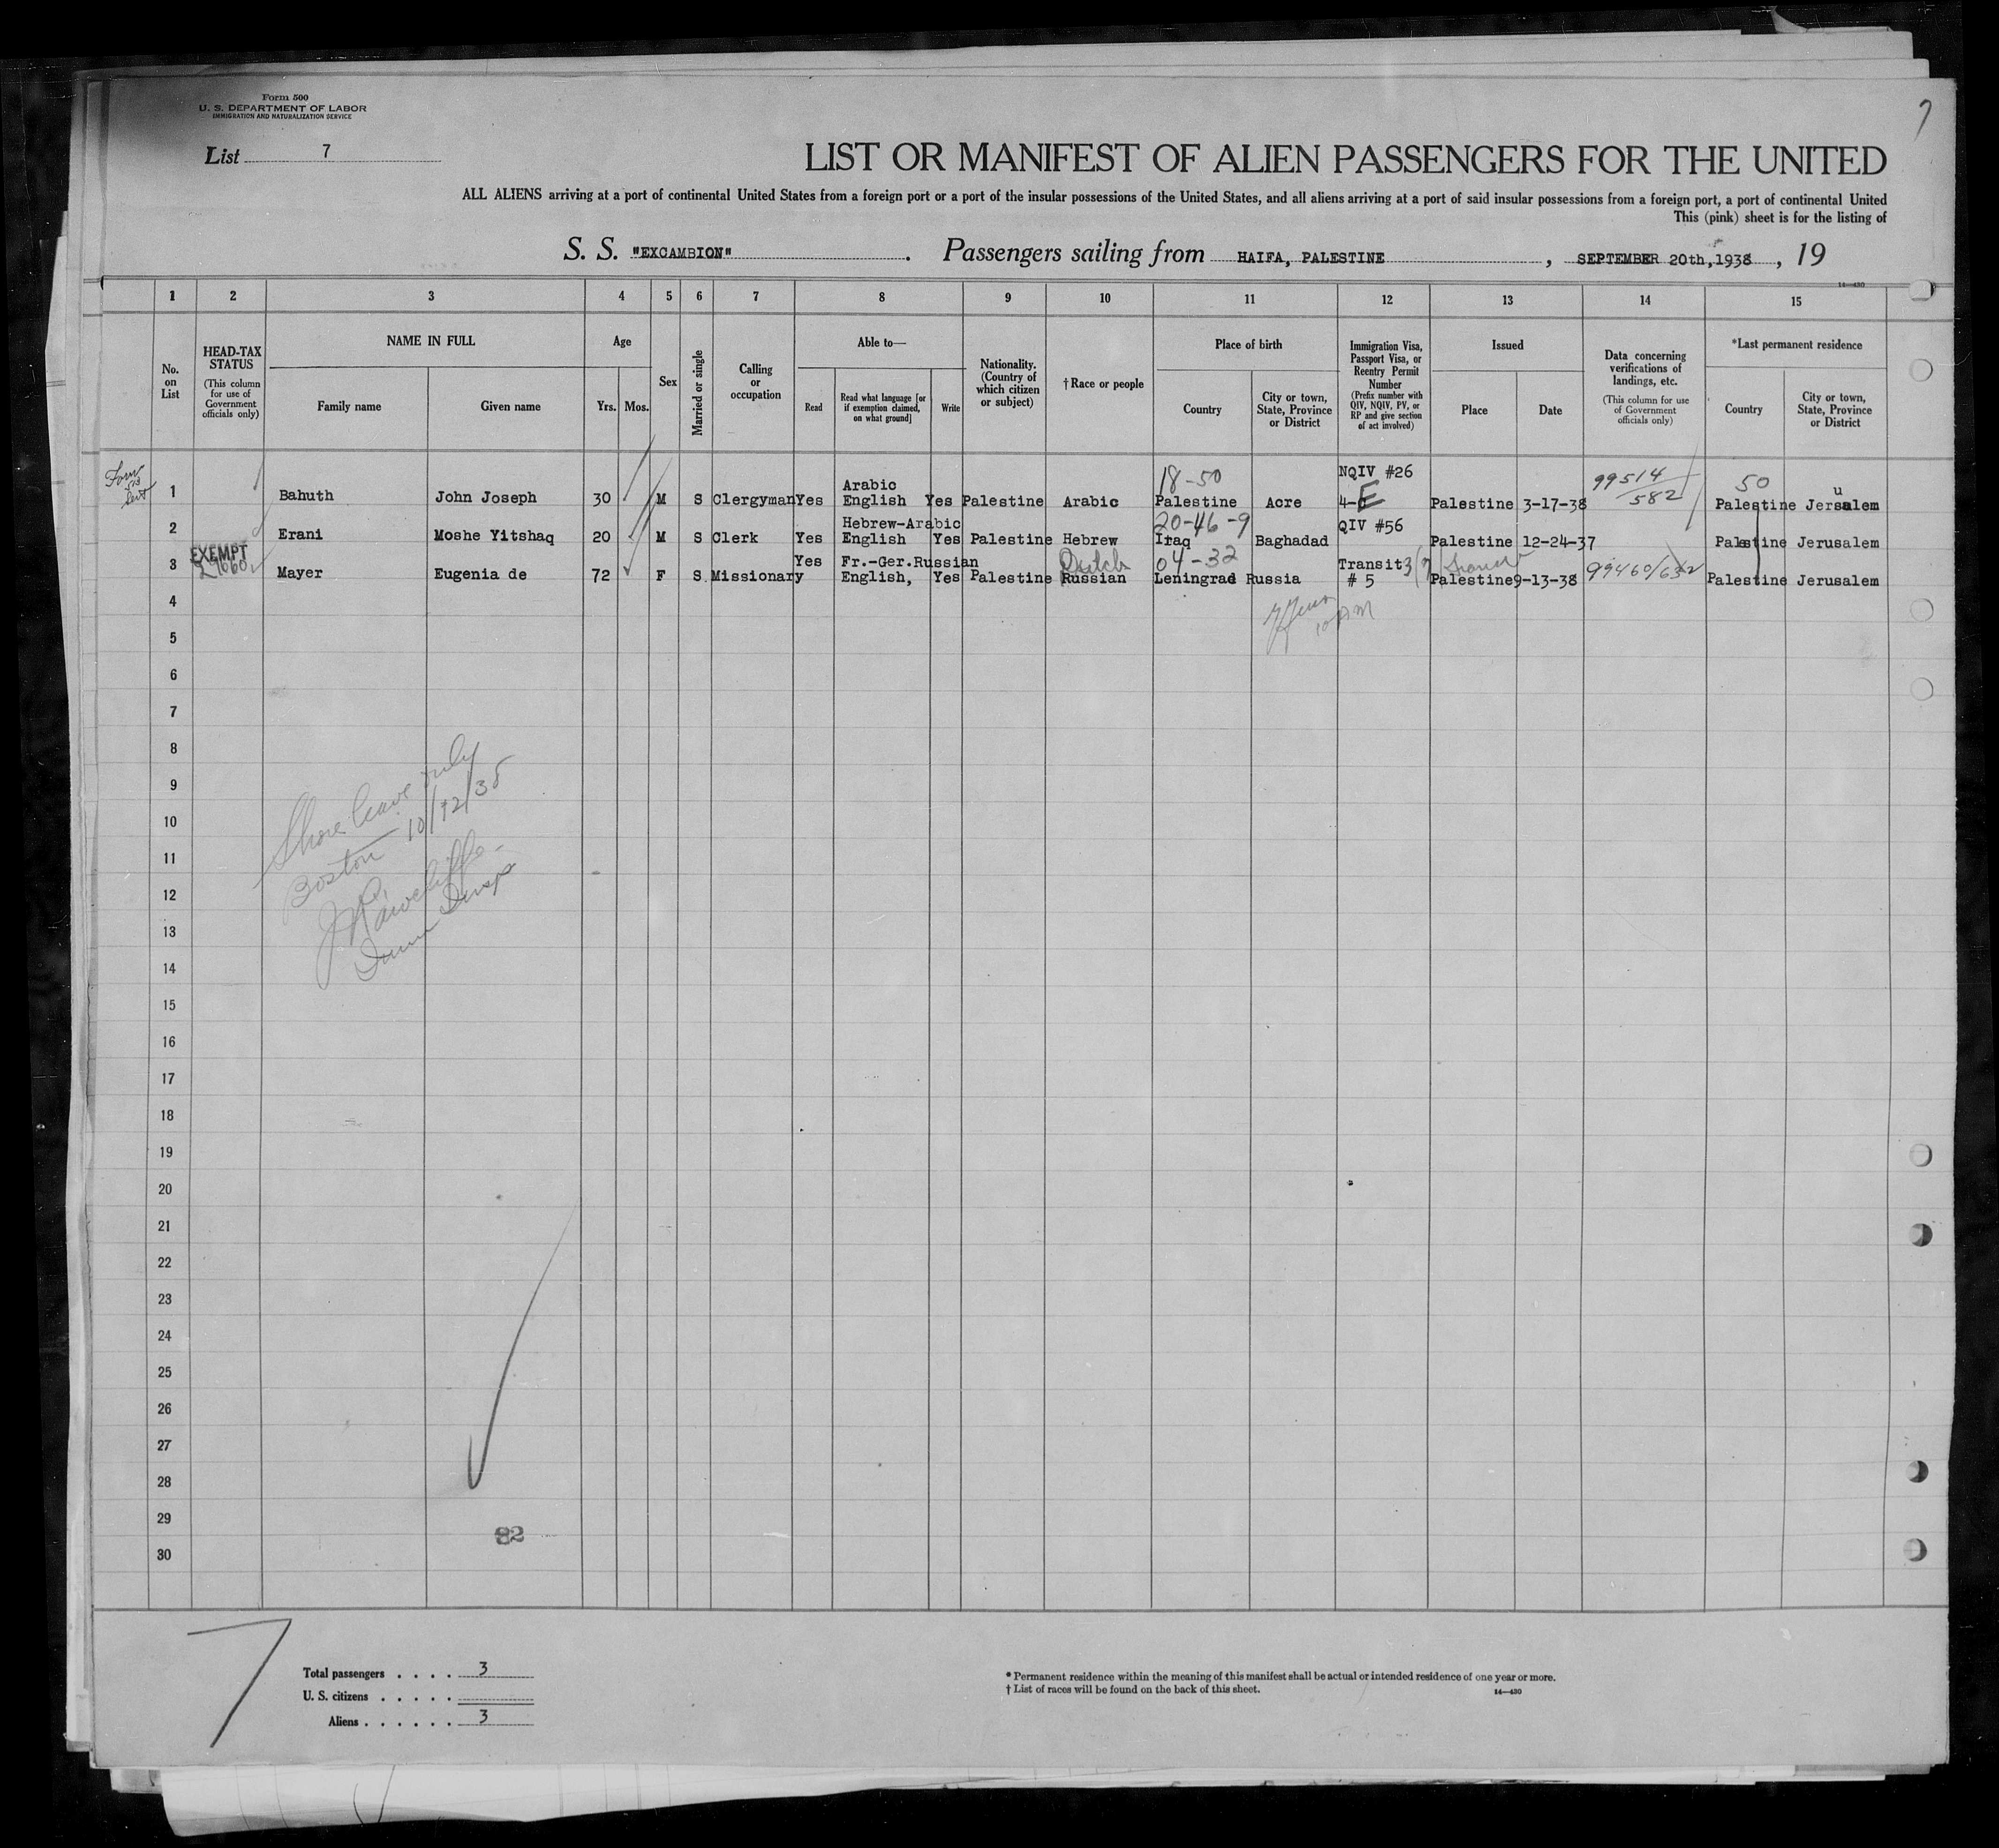 Form 500
U. S. DEPARTMENT OF LABOR
IMMIGRATION AND NATURALIZATION SERVICE
7
List 7
LIST OR MANIFEST OF ALIEN PASSENGERS FOR THE UNITED
ALL ALIENS arriving at a port of continental United States from a foreign port or a port of the insular possessions of the United States, and all aliens arriving at a port of said insular possessions from a foreign port, a port of continental United
This (pink) sheet is for the listing of
S. S. "EXCAMBION" . Passengers sailing from HAIFA, PALESTINE , SEPTEMBER 20th,1938 , 19
14—430
1 2 3 4 5 6 7 8 9 10 11 12 13 14 15
No. on List
HEAD-TAX STATUS
(This column for use of Government officials only)
NAME IN FULL
Family name
Given name
Age
Yrs.
Mos.
Sex
Married or single
Calling or occupation
Able to—
Read
Read what language [or if exemption claimed, on what ground]
Write
Nationality. (Country of which citizen or subject)
†Race or people
Place of birth
Country
City or town, State, Province or District
Immigration Visa, Passport Visa, or Reentry Permit Number
(Prefix number with QIV, NQIV, PV, or RP and give section of act involved)
Issued
Place
Date
Data concerning verifications of landings, etc.
(This column for use of Government officials only)
*Last permanent residence
Country
City or town, State, Province or District
Form 513 Sent
Arabic 18-50 NQIV #26 99514/582 50 u
1 Bahuth John Joseph 30 M S Clergyman Yes English Yes Palestine Arabic Palestine Acre 4-E Palestine 3-17-38 Palestine Jersalem
Hebrew-Arabic 20-46-9 QIV #56
2 Erani Moshe Yitshaq 20 M S Clerk Yes English Yes Palestine Hebrew Iraq Baghadad Palestine 12-24-37 Palestine Jerusalem
EXEMPT Yes Fr.-Ger.Russian Dutch 04-32 Transit 3(3)
3 Mayer Eugenia de 72 F S Missionary English, Yes Palestine Russian Leningrad Russia # 5 Palestine 9-13-38 99460/632 Palestine Jerusalem
4
10 AM
5
6
7
8
9
10
11
12
13
14
15
16
17
18
19
20
21
22
23
24
25
26
27
28
29
30
Shore leave only
Boston 10/12/38
J R Rawcliffe
Imm Insp
82
7
Total passengers . . . . 3
U. S. citizens . . . . .
Aliens . . . . . . 3
* Permanent residence within the meaning of this manifest shall be actual or intended residence of one year or more.
† List of races will be found on the back of this sheet.
14—430